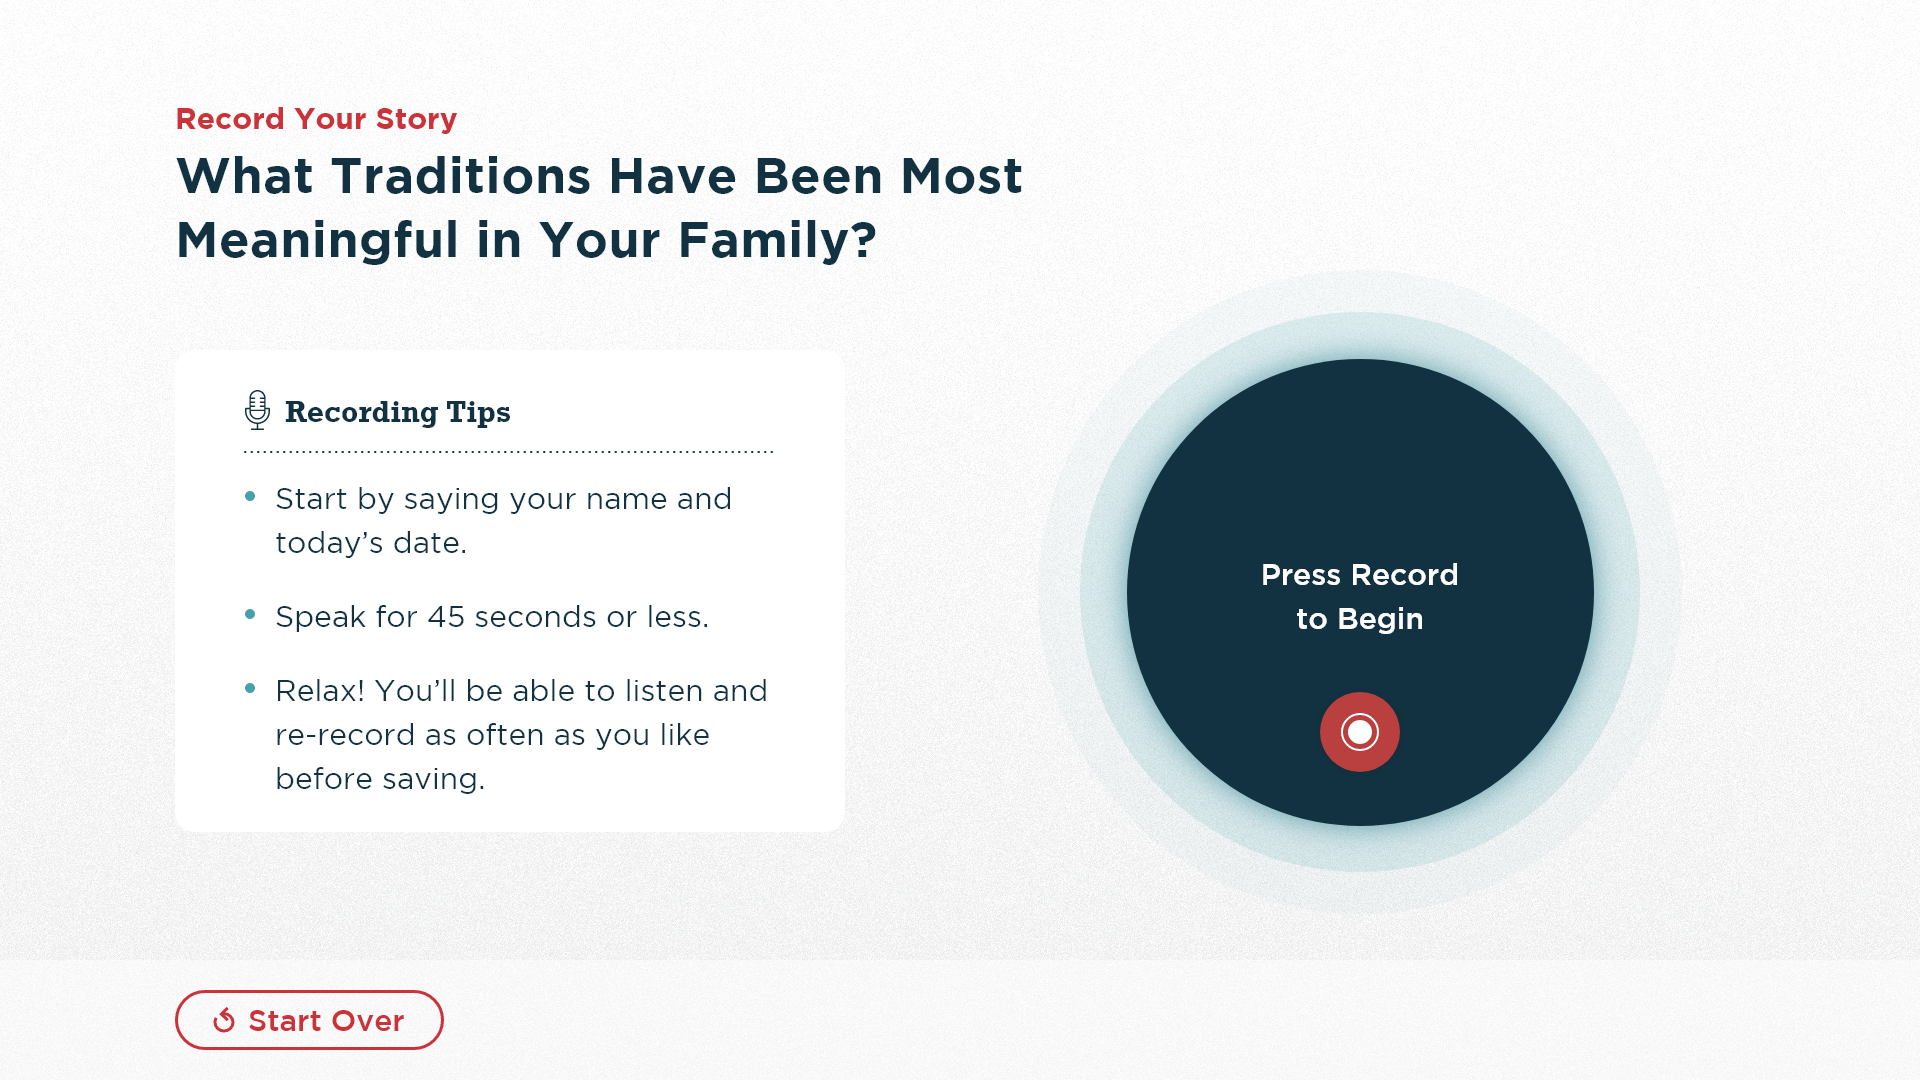 Record Your Story
What Traditions Have Been Most
Meaningful in Your Family?
Recording Tips
Start by saying your name and
today’s date.
Speak for 45 seconds or less.
Relax! You’ll be able to listen and
re-record as often as you like
before saving.
Press Record
to Begin
Start Over